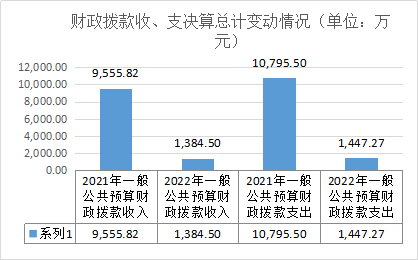 财政拨款收、支决算总计变动情况（单位：万
元）
12,000.00
10,000.00
8,000.00
6,000.00
4,000.00
2,000.00
0.00
9,555.82
1,384.50
10,795.50
1,447.27
2021年一般
公共预算财
政拨款收入
2022年一般
公共预算财
政拨款收入
2021年一般
公共预算财
政拨款支出
2022年一般
公共预算财
政拨款支出
系列1 9,555.82 1,384.50 10,795.50 1,447.27